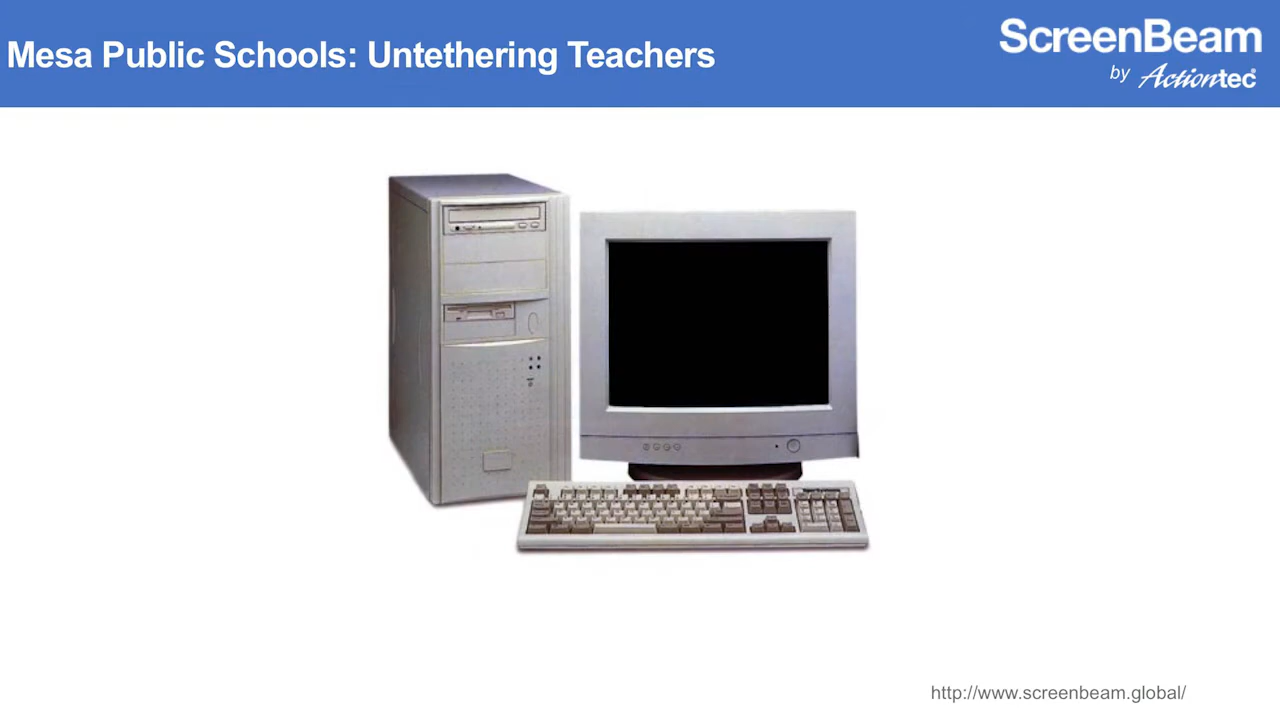 Mesa Public Schools: Untethering Teachers
ScreenBeam
by Actiontec®
http://www.screenbeam.global/